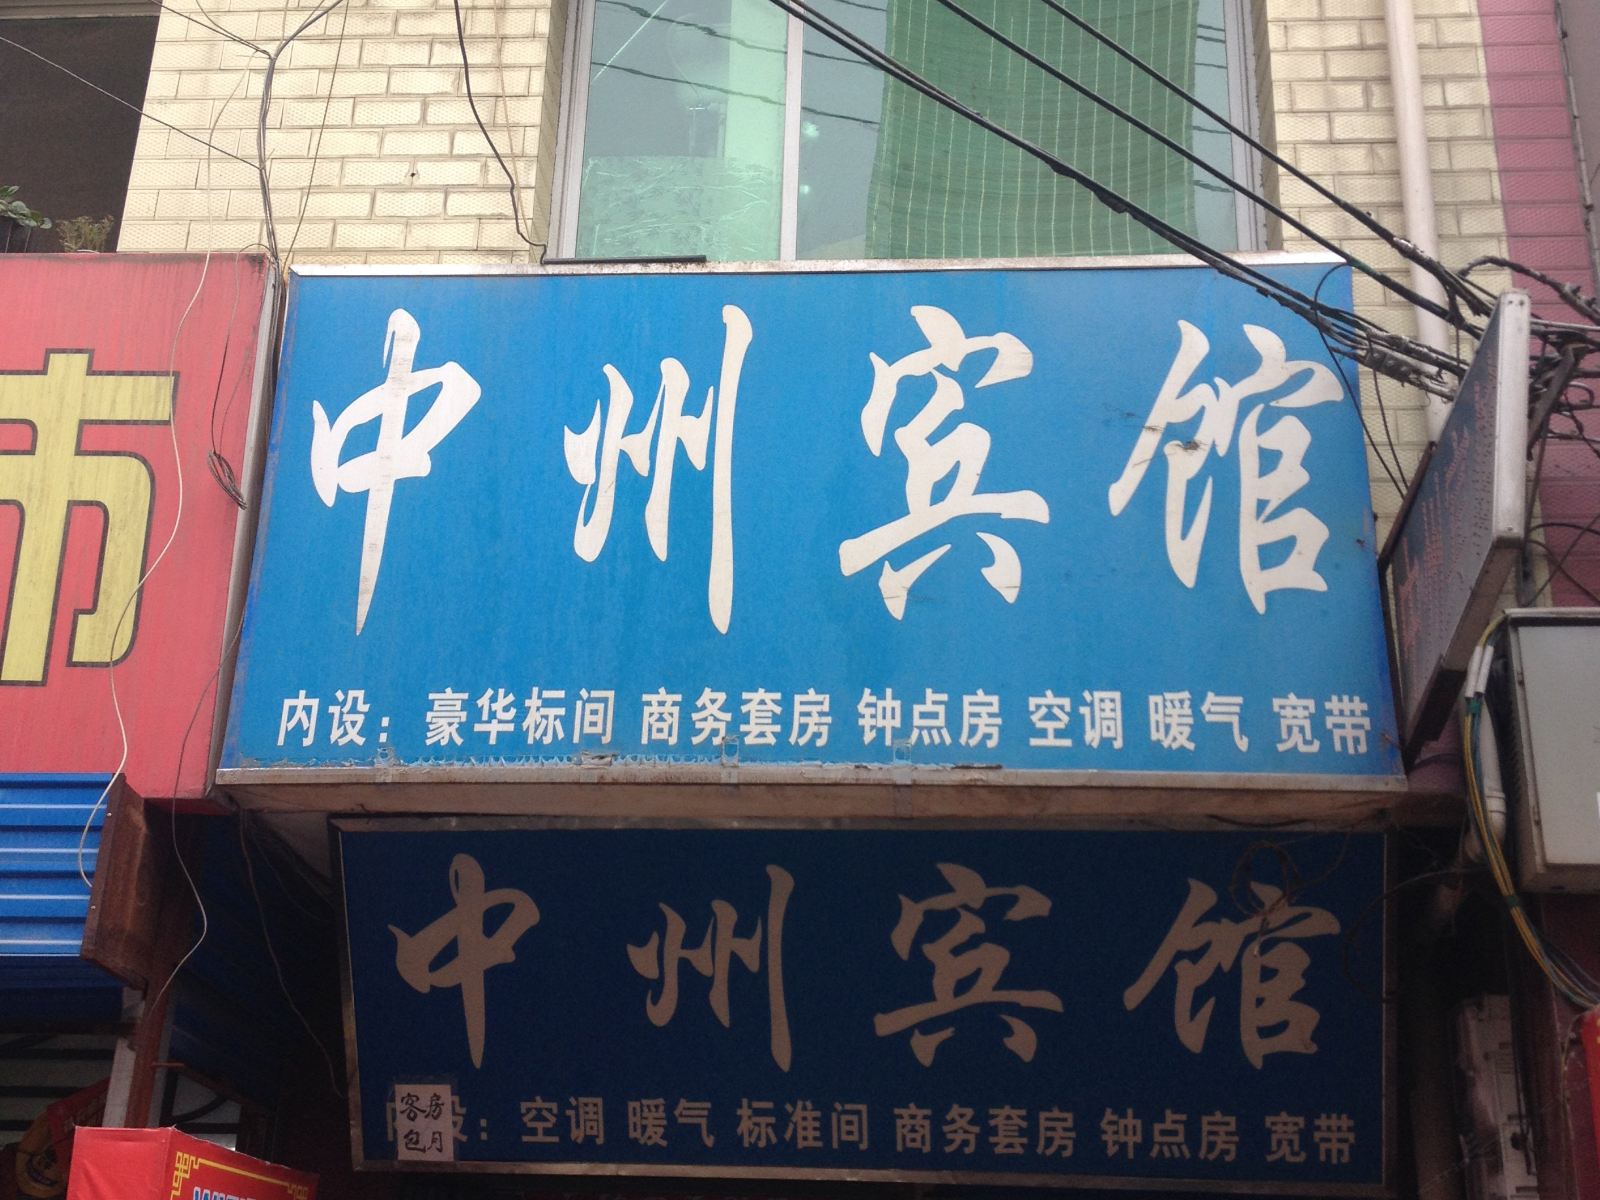 市
中州宾馆
内设：豪华标间 商务套房 钟点房 空调 暖气 宽带
中州宾馆
内设：空调 暖气 标准间 商务套房 钟点房 宽带
客房
包月